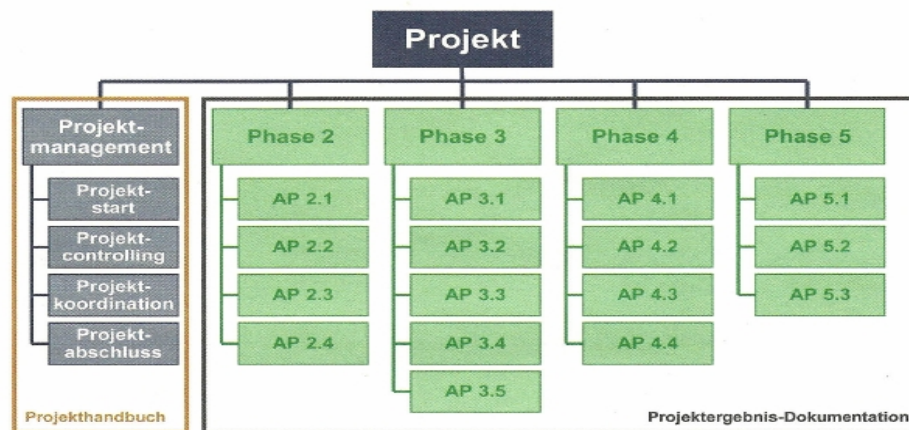 Projekt
Projekt-
management
Projekt-
start
Projekt-
controlling
Projekt-
koordination
Projekt-
abschluss
Projekthandbuch
Phase 2
AP 2.1
AP 2.2
AP 2.3
AP 2.4
Phase 3
AP 3.1
AP 3.2
AP 3.3
AP 3.4
AP 3.5
Phase 4
AP 4.1
AP 4.2
AP 4.3
AP 4.4
Phase 5
AP 5.1
AP 5.2
AP 5.3
Projektergebnis-Dokumentation